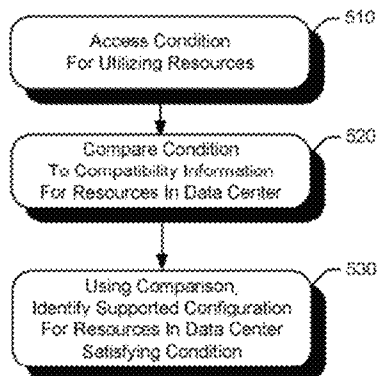 510
Access Condition
For Utilizing Resources
520
Compare Condition
To Compatibility Information
For Resources In Data Center
530
Using Comparison,
Identify Supported Configuration
For Resources In Data Center
Satisfying Condition